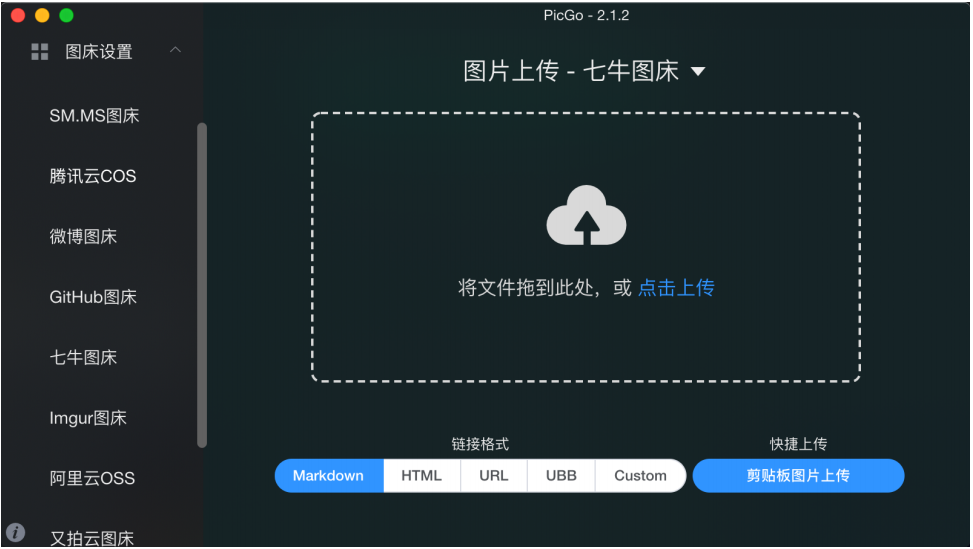 PicGo - 2.1.2
图床设置
SM.MS图床
腾讯云COS
微博图床
GitHub图床
七牛图床
Imgur图床
阿里云OSS
又拍云图床
图片上传 - 七牛图床
将文件拖到此处，或 点击上传
链接格式
Markdown HTML URL UBB Custom
快捷上传
剪贴板图片上传